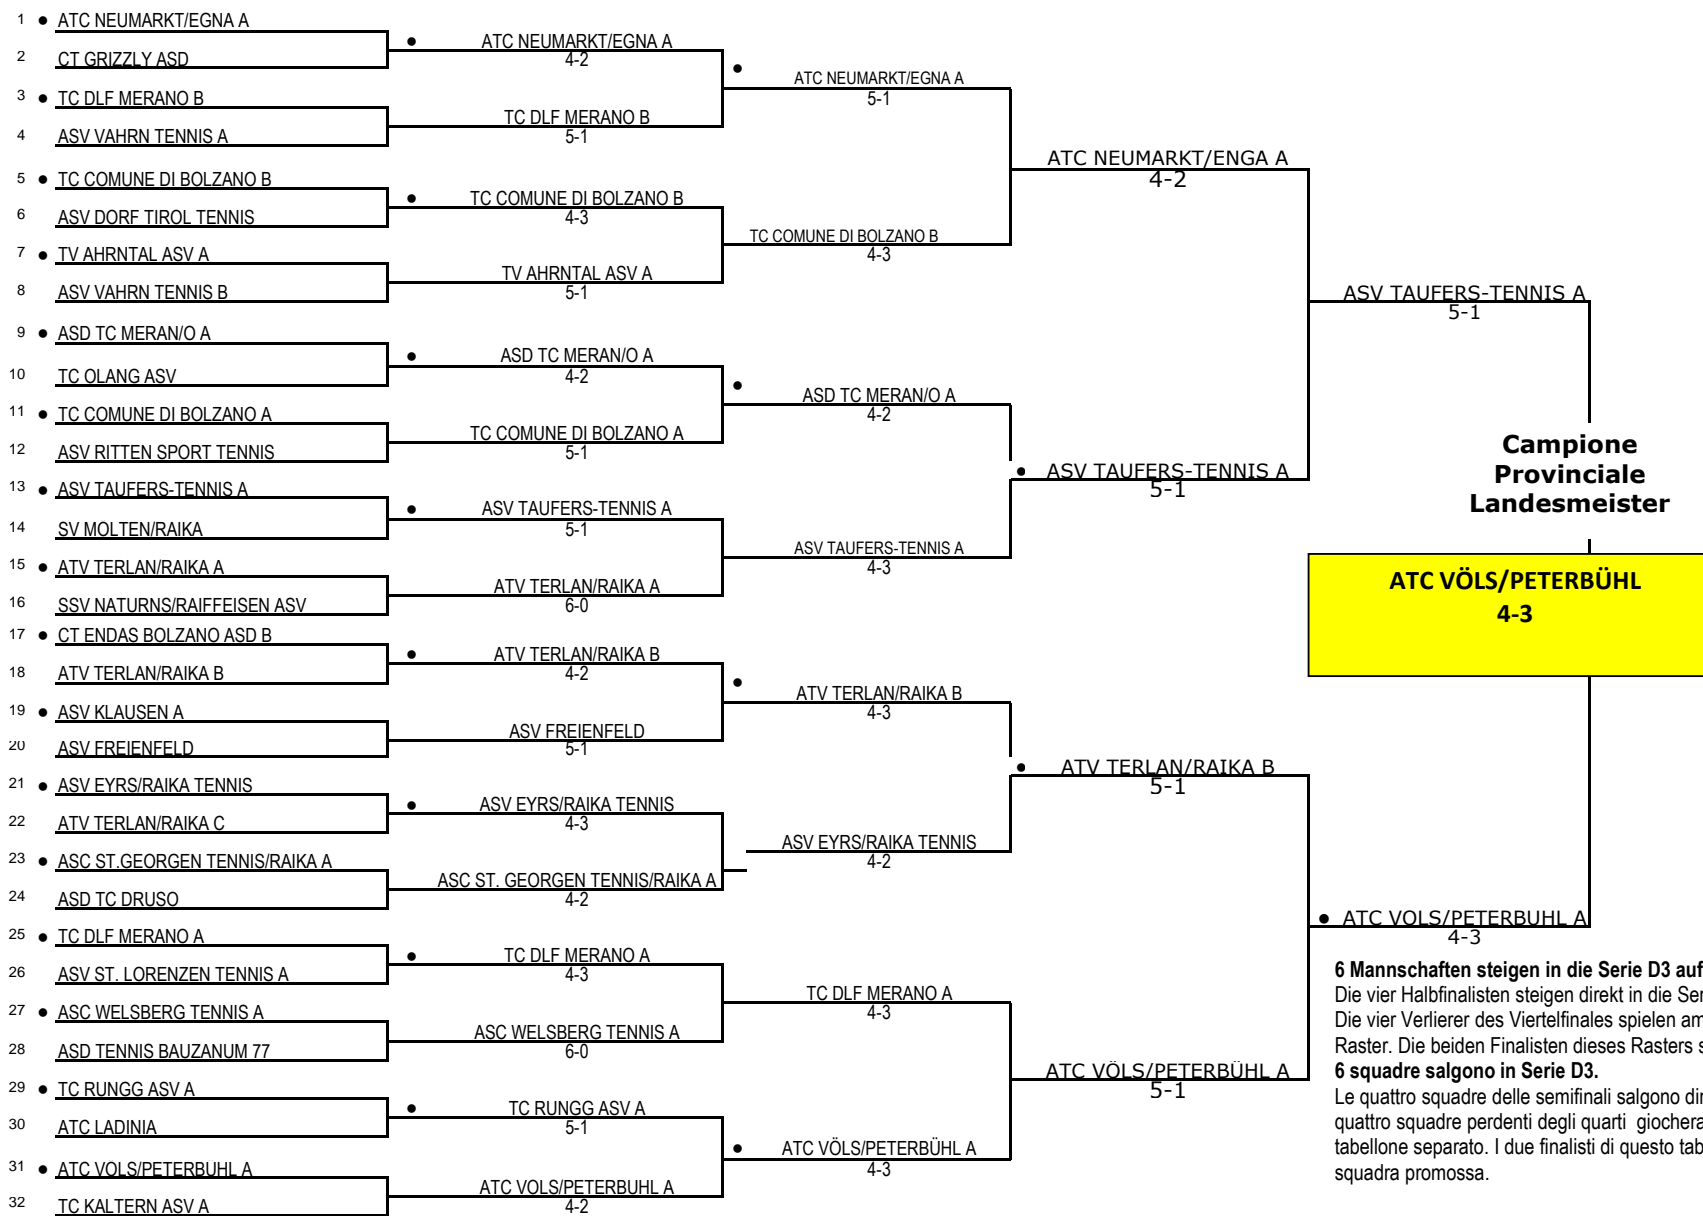 1 ● ATC NEUMARKT/EGNA A
2 CT GRIZZLY ASD
3 ● TC DLF MERANO B
4 ASV VAHRN TENNIS A
5 ● TC COMUNE DI BOLZANO B
6 ASV DORF TIROL TENNIS
7 ● TV AHRNTAL ASV A
8 ASV VAHRN TENNIS B
9 ● ASD TC MERAN/O A
10 TC OLANG ASV
11 ● TC COMUNE DI BOLZANO A
12 ASV RITTEN SPORT TENNIS
13 ● ASV TAUFERS-TENNIS A
14 SV MOLTEN/RAIKA
15 ● ATV TERLAN/RAIKA A
16 SSV NATURNS/RAIFFEISEN ASV
17 ● CT ENDAS BOLZANO ASD B
18 ATV TERLAN/RAIKA B
19 ● ASV KLAUSEN A
20 ASV FREIENFELD
21 ● ASV EYRS/RAIKA TENNIS
22 ATV TERLAN/RAIKA C
23 ● ASC ST.GEORGEN TENNIS/RAIKA A
24 ASD TC DRUSO
25 ● TC DLF MERANO A
26 ASV ST. LORENZEN TENNIS A
27 ● ASC WELSBERG TENNIS A
28 ASD TENNIS BAUZANUM 77
29 ● TC RUNGG ASV A
30 ATC LADINIA
31 ● ATC VÖLS/PETERBÜHL A
32 TC KALTERN ASV A
● ATC NEUMARKT/EGNA A
4-2
TC DLF MERANO B
5-1
● TC COMUNE DI BOLZANO B
4-3
TV AHRNTAL ASV A
5-1
● ASD TC MERAN/O A
4-2
TC COMUNE DI BOLZANO A
5-1
● ASV TAUFERS-TENNIS A
5-1
ATV TERLAN/RAIKA A
6-0
● ATV TERLAN/RAIKA B
4-2
ASV FREIENFELD
5-1
● ASV EYRS/RAIKA TENNIS
4-3
ASC ST. GEORGEN TENNIS/RAIKA A
4-2
● TC DLF MERANO A
4-3
ASC WELSBERG TENNIS A
6-0
● TC RUNGG ASV A
5-1
ATC VOLS/PETERBUHL A
4-2
● ATC NEUMARKT/EGNA A
5-1
TC COMUNE DI BOLZANO B
4-3
● ASD TC MERAN/O A
4-2
ASV TAUFERS-TENNIS A
4-3
● ATV TERLAN/RAIKA B
4-3
ASV EYRS/RAIKA TENNIS
4-2
TC DLF MERANO A
4-3
● ATC VÖLS/PETERBÜHL A
4-3
ATC NEUMARKT/ENGA A
4-2
● ASV TAUFERS-TENNIS A
5-1
● ATV TERLAN/RAIKA B
5-1
ATC VÖLS/PETERBÜHL A
5-1
ASV TAUFERS-TENNIS A
5-1
● ATC VOLS/PETERBUHL A
4-3
Campione
Provinciale
Landesmeister
ATC VÖLS/PETERBÜHL
4-3
6 Mannschaften steigen in die Serie D3 auf
Die vier Halbfinalisten steigen direkt in die
Die vier Verlierer des Viertelfinales spielen am
Raster. Die beiden Finalisten dieses Rasters
6 squadre salgono in Serie D3.
Le quattro squadre delle semifinali salgono
quattro squadre perdenti degli quarti
tabellone separato. I due finalisti di questo
squadra promossa.